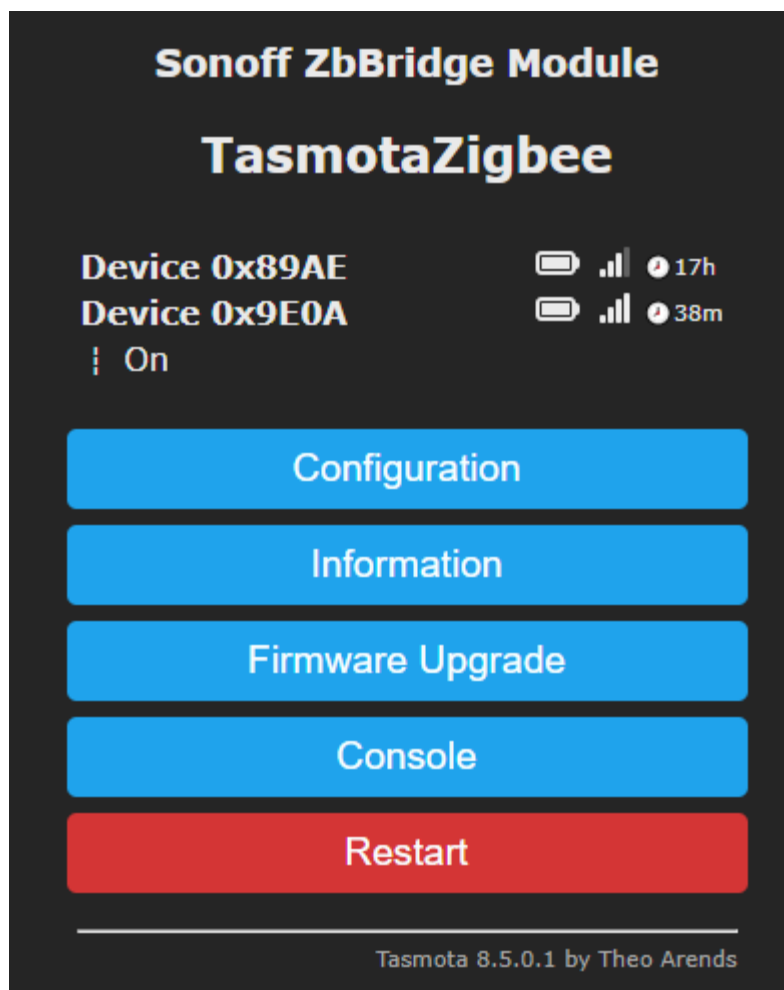 Sonoff ZbBridge Module
TasmotaZigbee
Device 0x89AE 17h
Device 0x9E0A 38m
On
Configuration
Information
Firmware Upgrade
Console
Restart
Tasmota 8.5.0.1 by Theo Arends